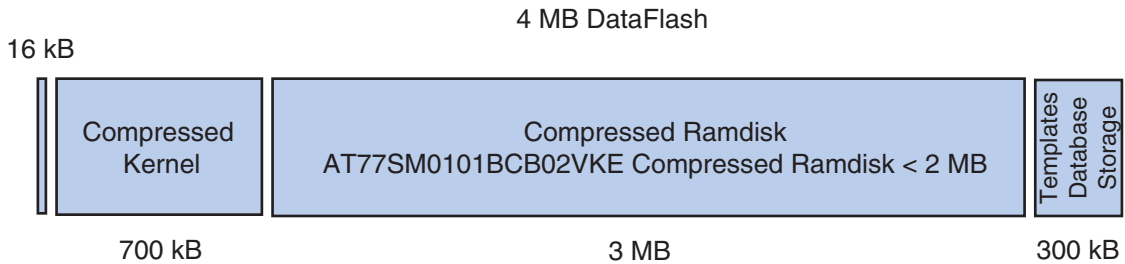 4 MB DataFlash
16 kB
Compressed
Kernel
Compressed Ramdisk
AT77SM0101BCB02VKE Compressed Ramdisk < 2 MB
Templates
Database
Storage
700 kB
3 MB
300 kB